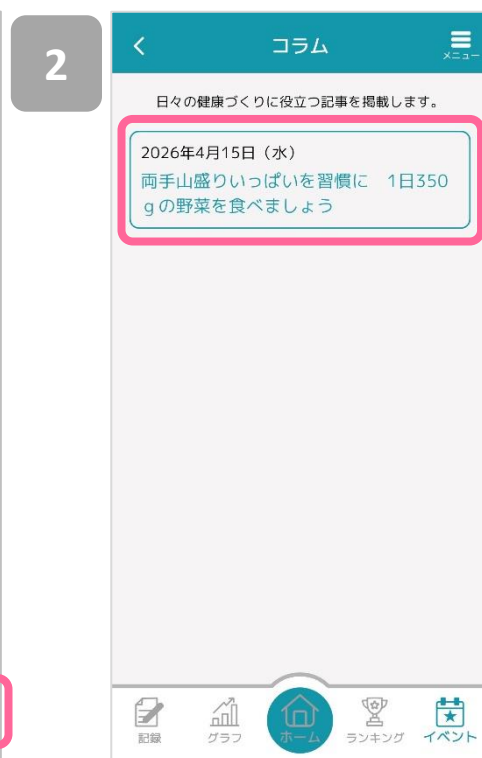 2
コラム
メニュー
日々の健康づくりに役立つ記事を掲載します。
2026年4月15日（水）
両手山盛りいっぱいを習慣に　1日350
ｇの野菜を食べましょう
記録
グラフ
ホーム
ランキング
イベント